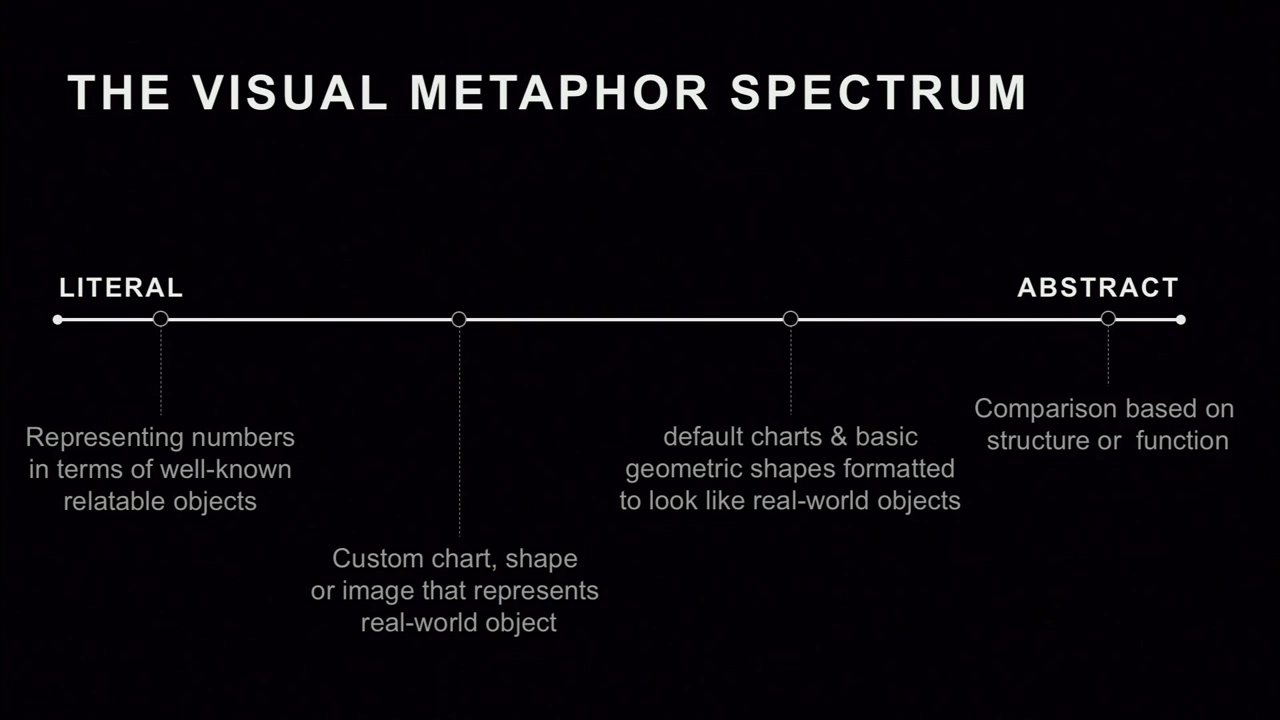 THE VISUAL METAPHOR SPECTRUM
LITERAL
ABSTRACT
Representing numbers
in terms of well-known
relatable objects
Custom chart, shape
or image that represents
real-world object
default charts & basic
geometric shapes formatted
to look like real-world objects
Comparison based on
structure or  function